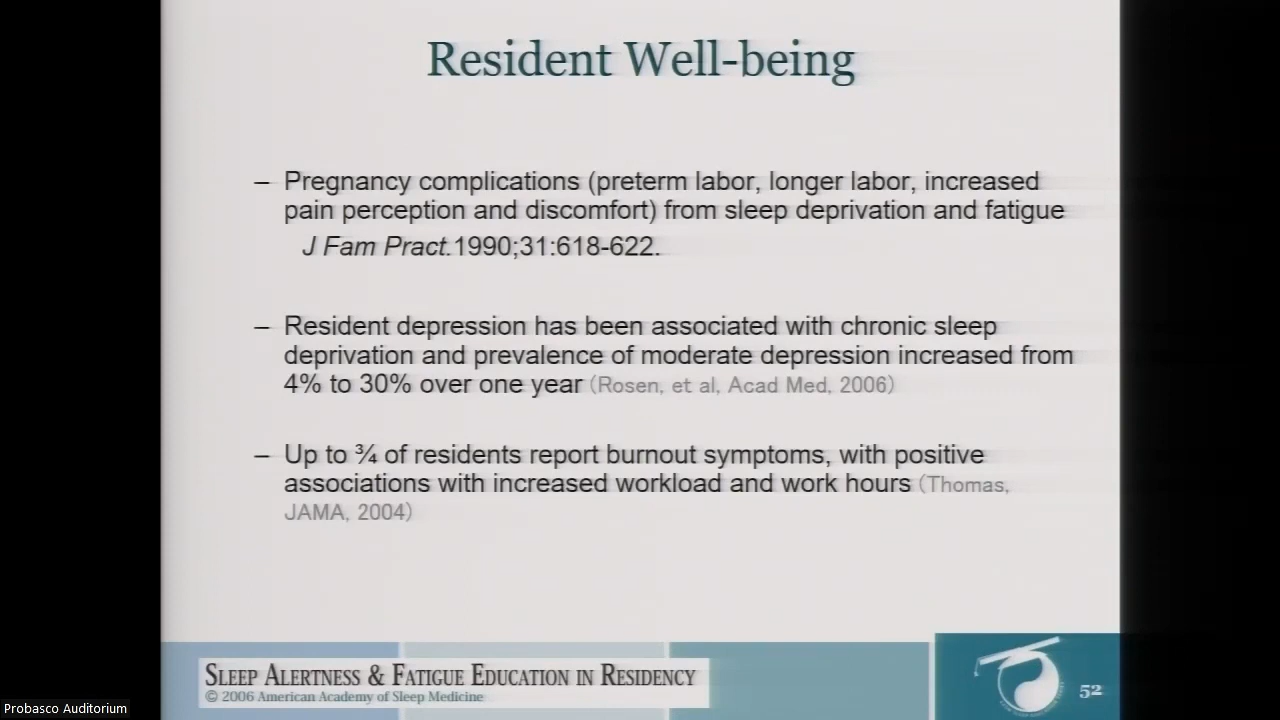 Resident Well-being
– Pregnancy complications (preterm labor, longer labor, increased
pain perception and discomfort) from sleep deprivation and fatigue
J Fam Pract.1990;31:618-622.
– Resident depression has been associated with chronic sleep
deprivation and prevalence of moderate depression increased from
4% to 30% over one year (Rosen, et al, Acad Med, 2006)
– Up to ¾ of residents report burnout symptoms, with positive
associations with increased workload and work hours (Thomas,
JAMA, 2004)
SLEEP ALERTNESS & FATIGUE EDUCATION IN RESIDENCY
© 2006 American Academy of Sleep Medicine
52
Probasco Auditorium